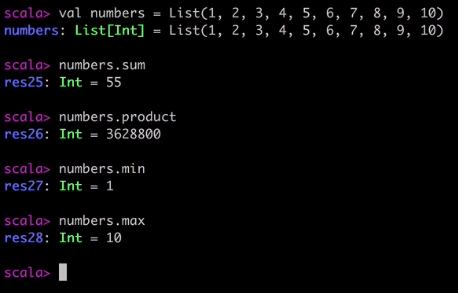 scala> val numbers = List(1, 2, 3, 4, 5, 6, 7, 8, 9, 10)
numbers: List[Int] = List(1, 2, 3, 4, 5, 6, 7, 8, 9, 10)
scala> numbers.sum
res25: Int = 55
scala> numbers.product
res26: Int = 3628800
scala> numbers.min
res27: Int = 1
scala> numbers.max
res28: Int = 10
scala>